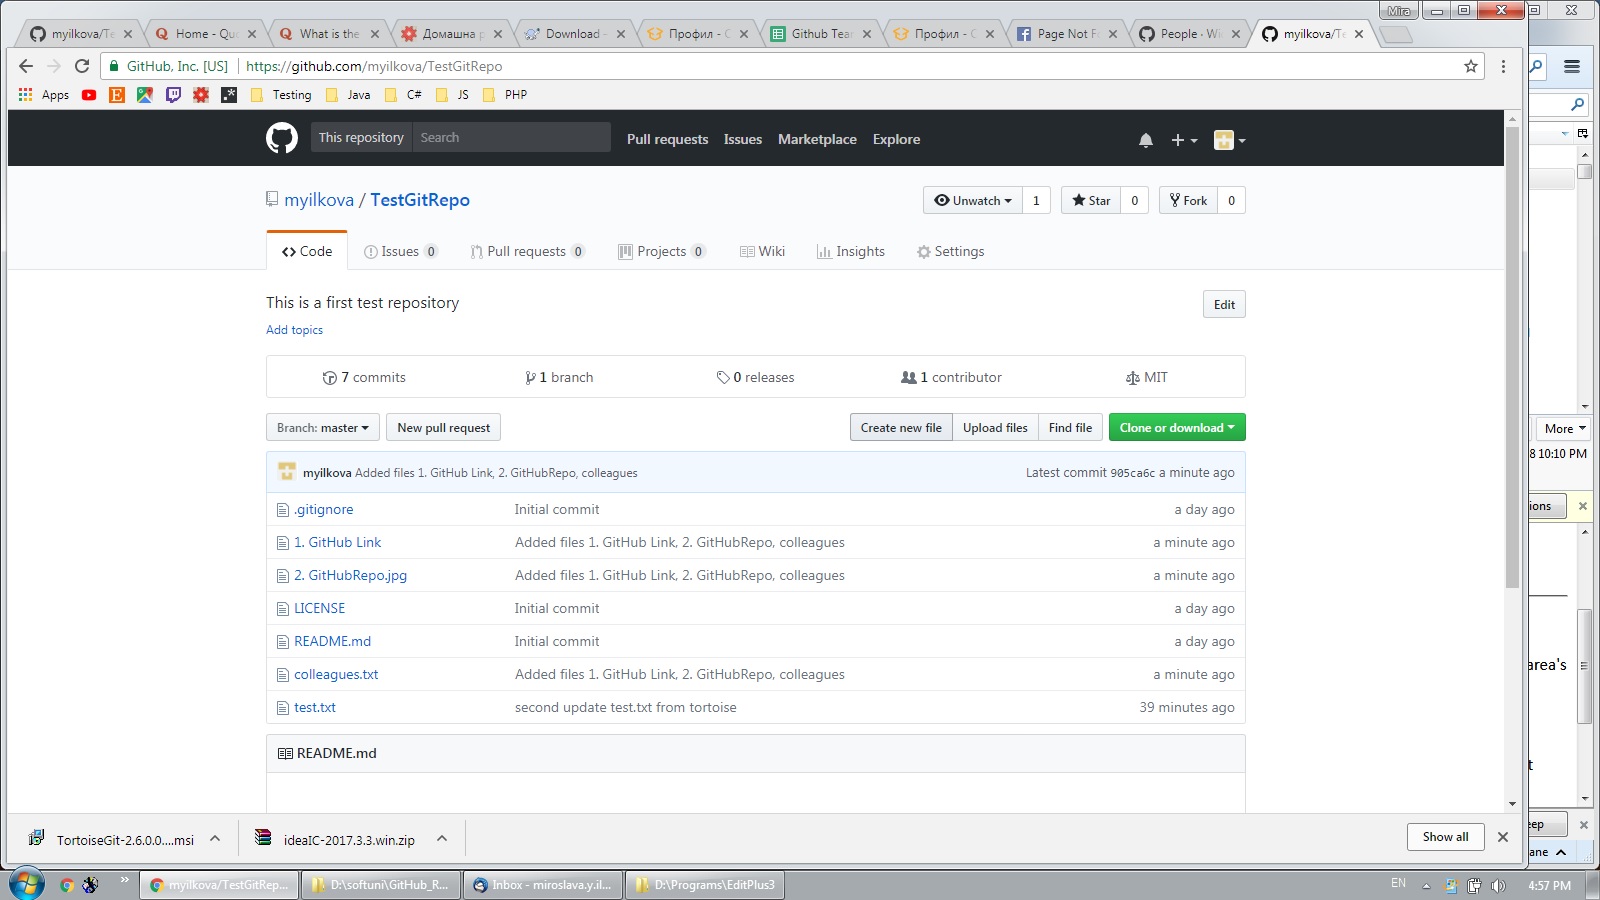 Mira
myilkova/Te
Home - Quo
What is the
Домашна р
Download -
Профил - С
Github Tean
Профил - С
Page Not Fo
People · Wi
myilkova/Te
GitHub, Inc. [US]
https://github.com/myilkova/TestGitRepo
Apps
Testing
Java
C#
JS
PHP
This repository
Search
Pull requests
Issues
Marketplace
Explore
myilkova / TestGitRepo
Unwatch 1
Star 0
Fork 0
Code
Issues 0
Pull requests 0
Projects 0
Wiki
Insights
Settings
This is a first test repository
Edit
Add topics
7 commits
1 branch
0 releases
1 contributor
MIT
Branch: master
New pull request
Create new file
Upload files
Find file
Clone or download
More
8 10:10 PM
myilkova Added files 1. GitHub Link, 2. GitHubRepo, colleagues
Latest commit 905ca6c a minute ago
.gitignore Initial commit a day ago
ions
1. GitHub Link Added files 1. GitHub Link, 2. GitHubRepo, colleagues a minute ago
2. GitHubRepo.jpg Added files 1. GitHub Link, 2. GitHubRepo, colleagues a minute ago
LICENSE Initial commit a day ago
README.md Initial commit a day ago
area's
colleagues.txt Added files 1. GitHub Link, 2. GitHubRepo, colleagues a minute ago
test.txt second update test.txt from tortoise 39 minutes ago
README.md
t
TortoiseGit-2.6.0.0....msi
ideaIC-2017.3.3.win.zip
Show all
eep
ane
myilkova/TestGitRep...
D:\softuni\GitHub_R...
Inbox - miroslava.y.il...
D:\Programs\EditPlus3
EN
4:57 PM